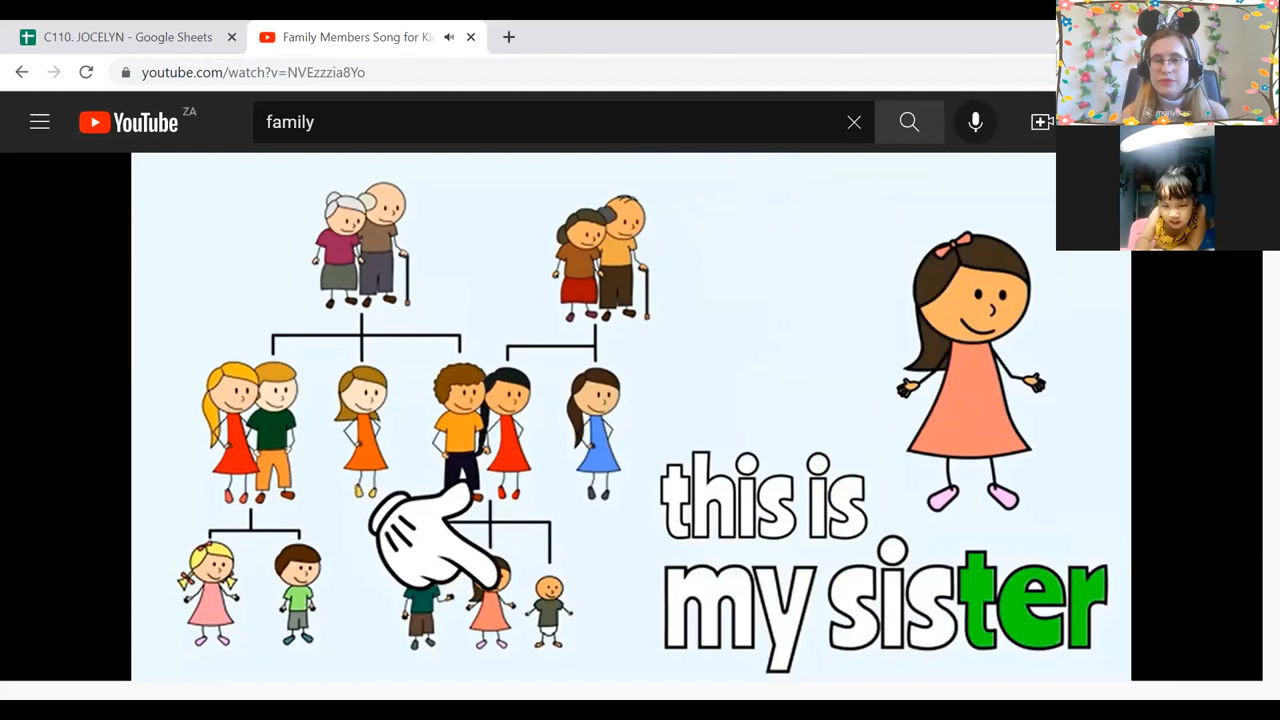 C110. JOCELYN - Google Sheets
Family Members Song for Ki
youtube.com/watch?v=NVEzzzia8Yo
YouTube ZA
family
this is
my sister